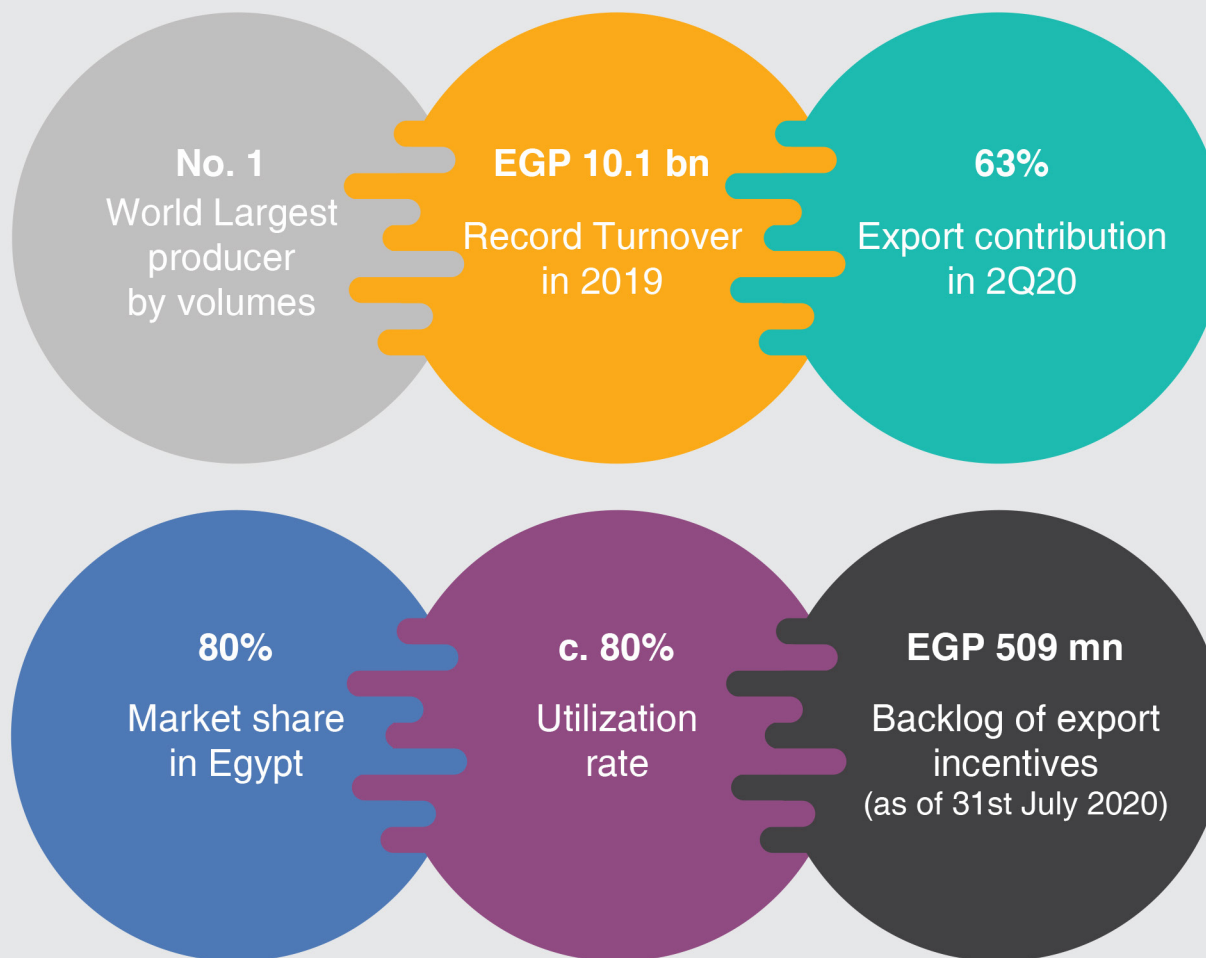 No. 1
World Largest
producer
by volumes
EGP 10.1 bn
Record Turnover
in 2019
63%
Export contribution
in 2Q20
80%
Market share
in Egypt
c. 80%
Utilization
rate
EGP 509 mn
Backlog of export
incentives
(as of 31st July 2020)